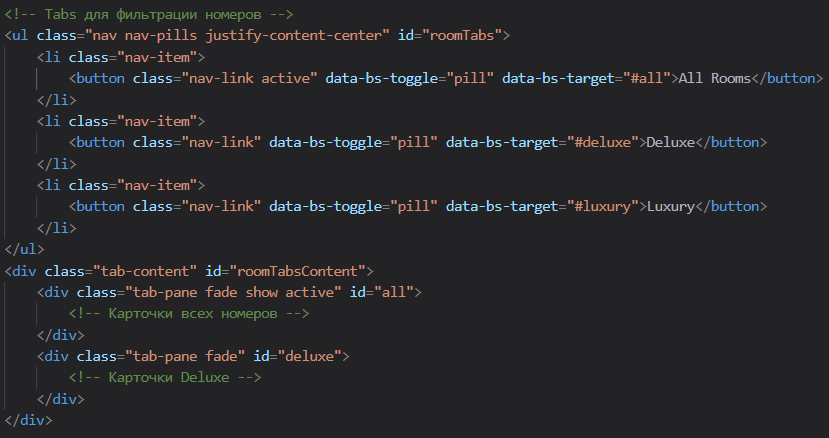 <!-- Tabs для фильтрации номеров -->
<ul class="nav nav-pills justify-content-center" id="roomTabs">
    <li class="nav-item">
        <button class="nav-link active" data-bs-toggle="pill" data-bs-target="#all">All Rooms</button>
    </li>
    <li class="nav-item">
        <button class="nav-link" data-bs-toggle="pill" data-bs-target="#deluxe">Deluxe</button>
    </li>
    <li class="nav-item">
        <button class="nav-link" data-bs-toggle="pill" data-bs-target="#luxury">Luxury</button>
    </li>
</ul>
<div class="tab-content" id="roomTabsContent">
    <div class="tab-pane fade show active" id="all">
        <!-- Карточки всех номеров -->
    </div>
    <div class="tab-pane fade" id="deluxe">
        <!-- Карточки Deluxe -->
    </div>
</div>